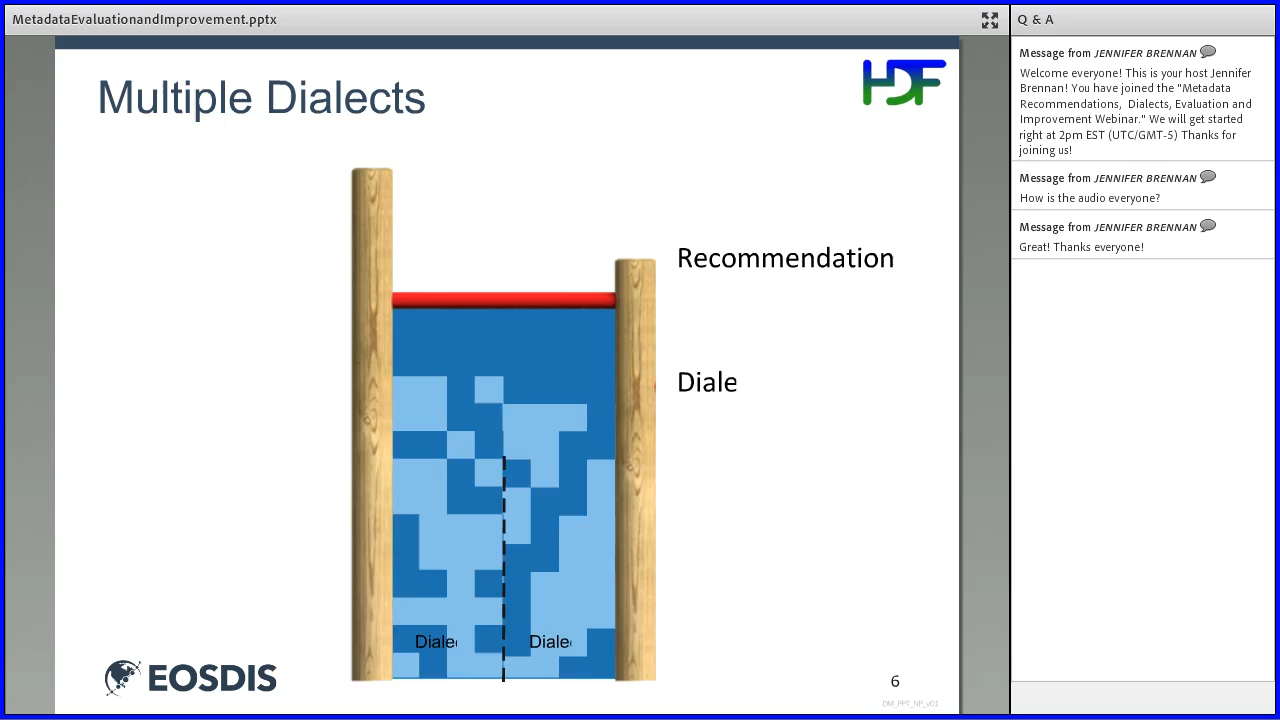 MetadataEvaluationandImprovement.pptx
Multiple Dialects
HDF
Recommendation
Diale
Diale
Diale
EOSDIS
6
DM_PPT_NP_v01
Q & A
Message from JENNIFER BRENNAN
Welcome everyone! This is your host Jennifer
Brennan! You have joined the "Metadata
Recommendations, Dialects, Evaluation and
Improvement Webinar." We will get started
right at 2pm EST (UTC/GMT-5) Thanks for
joining us!
Message from JENNIFER BRENNAN
How is the audio everyone?
Message from JENNIFER BRENNAN
Great! Thanks everyone!